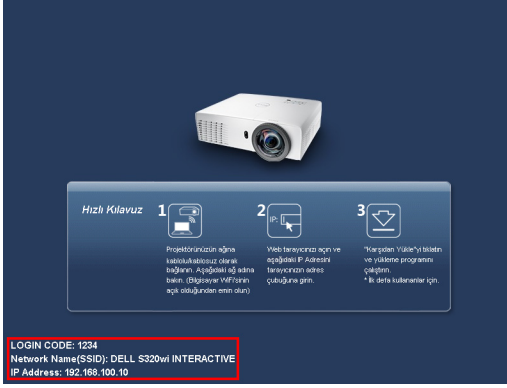 Hızlı Kılavuz
1
2
3
IP:
Projektörünüzün ağına
kablolu/kablosuz olarak
bağlanın. Aşağıdaki ağ adına
bakın. (Bilgisayar WiFi'sinin
açık olduğundan emin olun)
Web tarayıcınızı açın ve
aşağıdaki IP Adresini
tarayıcınızın adres
çubuğuna girin.
"Karşıdan Yükle"yi tıklatın
ve yükleme programını
çalıştırın.
* İlk defa kullananlar için.
LOGIN CODE: 1234
Network Name(SSID): DELL S320wi INTERACTIVE
IP Address: 192.168.100.10